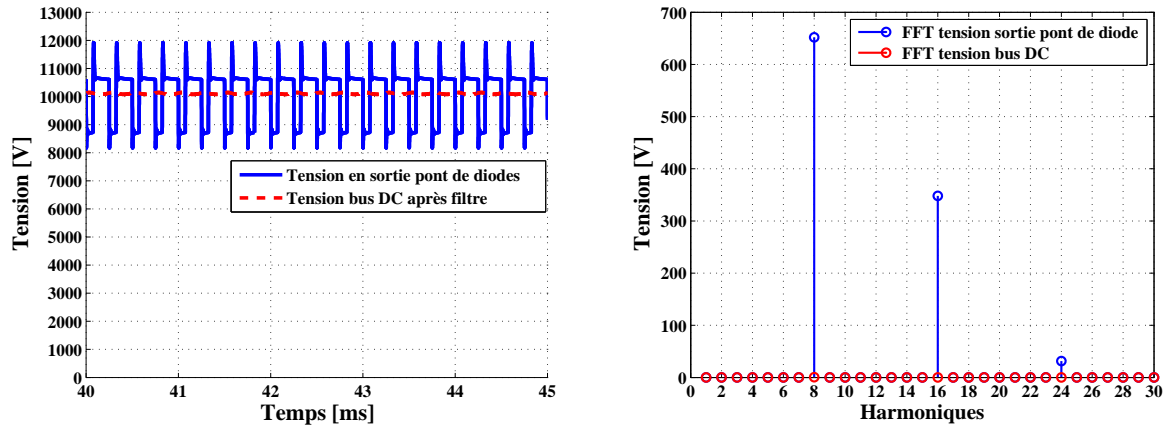 13000
12000
11000
10000
9000
8000
7000
6000
5000
4000
3000
2000
1000
0
Tension [V]
Tension en sortie pont de diodes
Tension bus DC après filtre
40 41 42 43 44 45
Temps [ms]
700
600
500
400
300
200
100
0
Tension [V]
FFT tension sortie pont de diode
FFT tension bus DC
0 2 4 6 8 10 12 14 16 18 20 22 24 26 28 30
Harmoniques